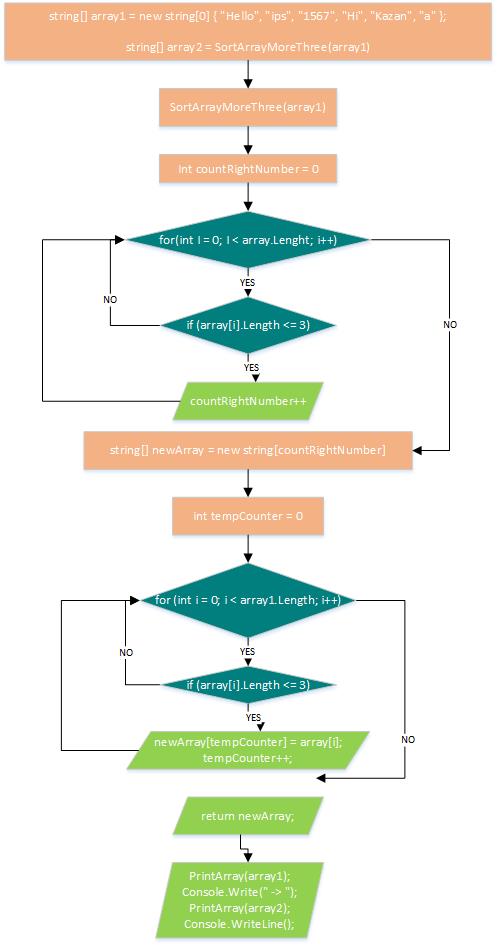 string[] array1 = new string[0] { "Hello", "ips", "1567", "Hi", "Kazan", "a" };
string[] array2 = SortArrayMoreThree(array1)
SortArrayMoreThree(array1)
Int countRightNumber = 0
for(int I = 0; I < array.Lenght; i++)
YES
NO
NO
if (array[i].Length <= 3)
YES
countRightNumber++
string[] newArray = new string[countRightNumber]
int tempCounter = 0
for (int i = 0; i < array1.Length; i++)
YES
NO
if (array[i].Length <= 3)
YES
NO
newArray[tempCounter] = array[i];
tempCounter++;
return newArray;
PrintArray(array1);
Console.Write(" -> ");
PrintArray(array2);
Console.WriteLine();